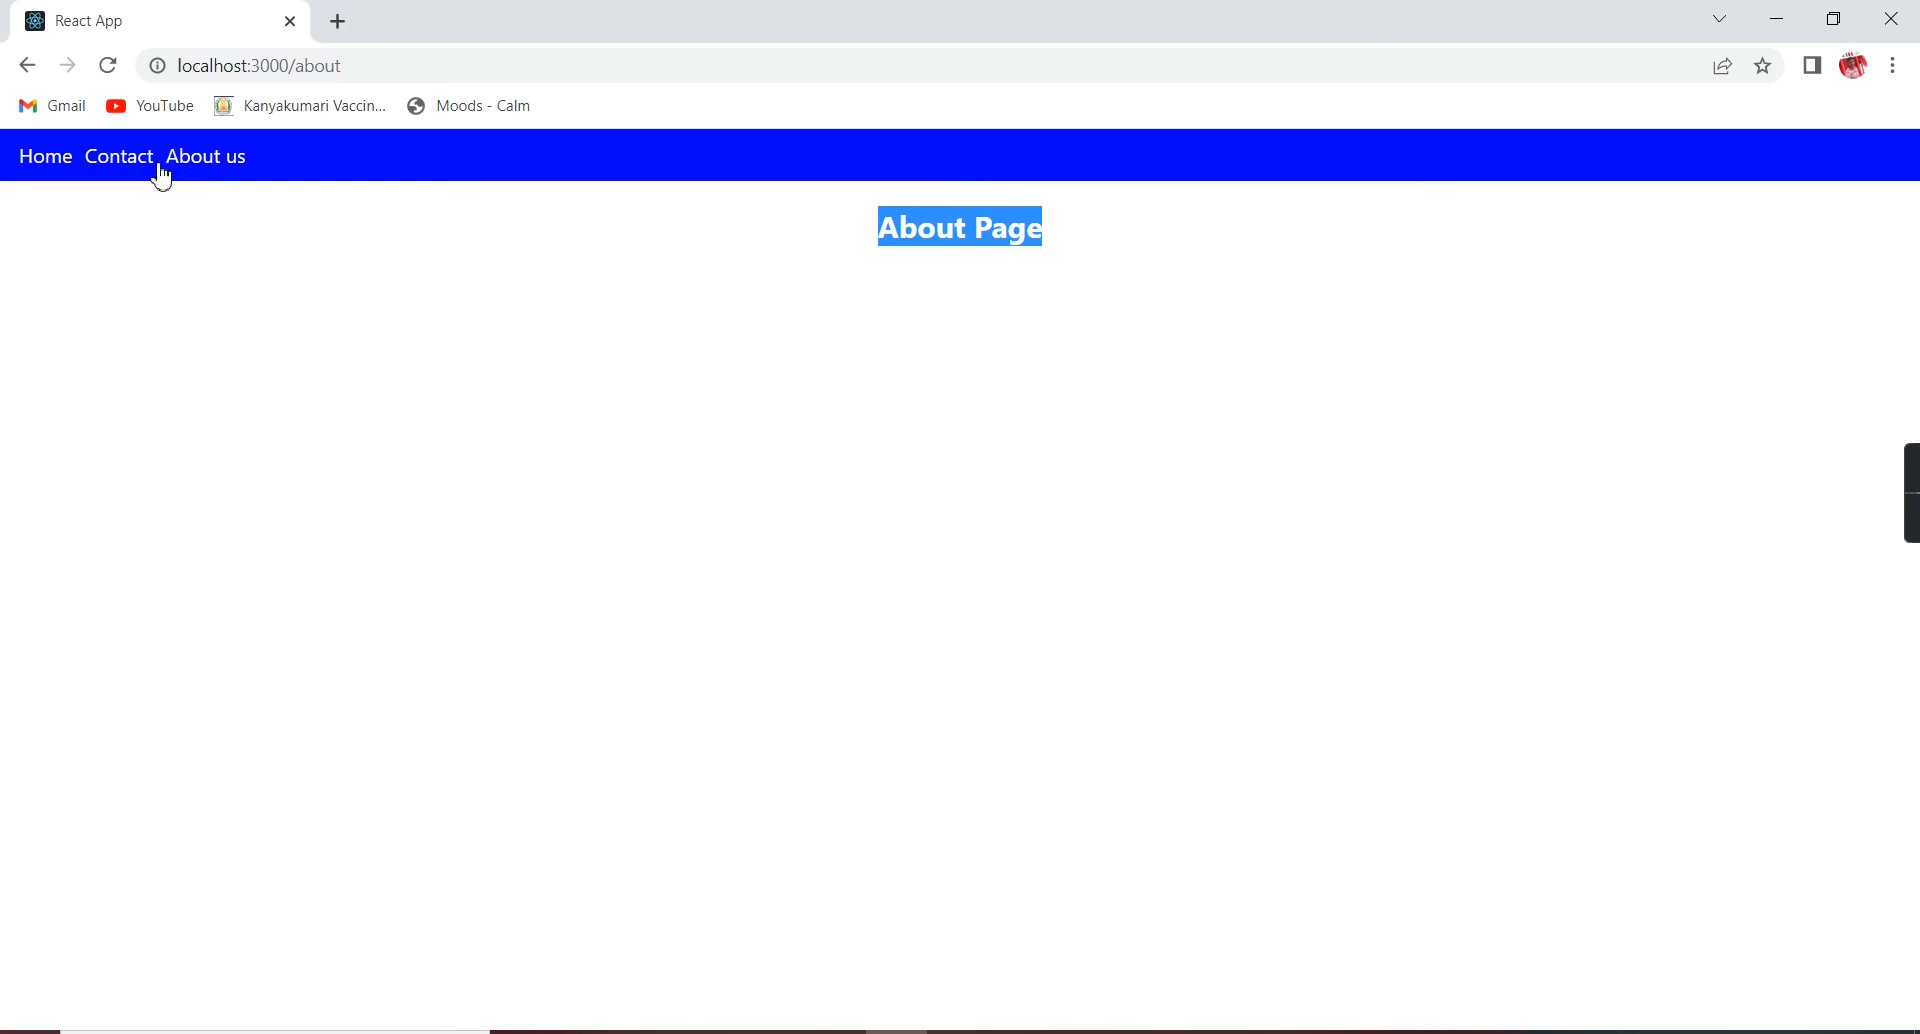 React App
localhost:3000/about
Gmail YouTube Kanyakumari Vaccin... Moods - Calm
Home Contact About us
About Page